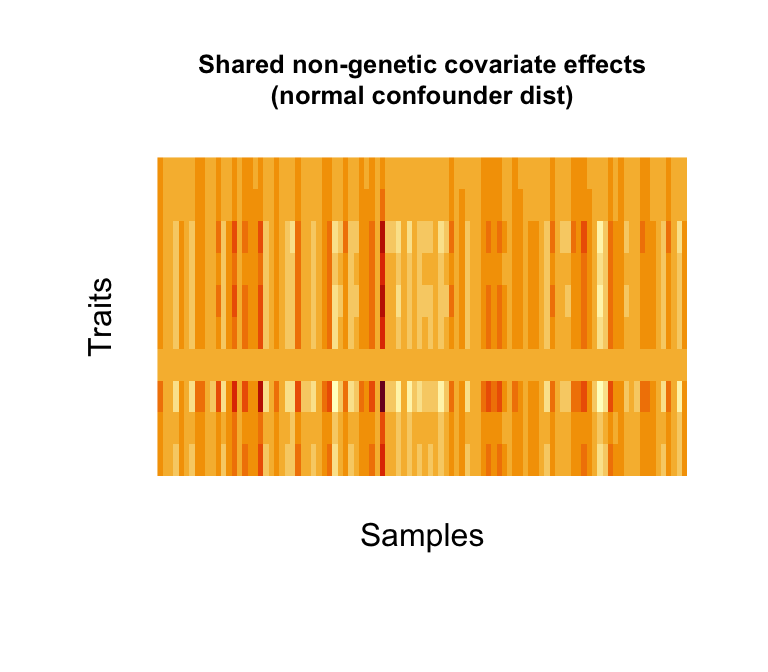 Shared non-genetic covariate effects
(normal confounder dist)
Traits
Samples